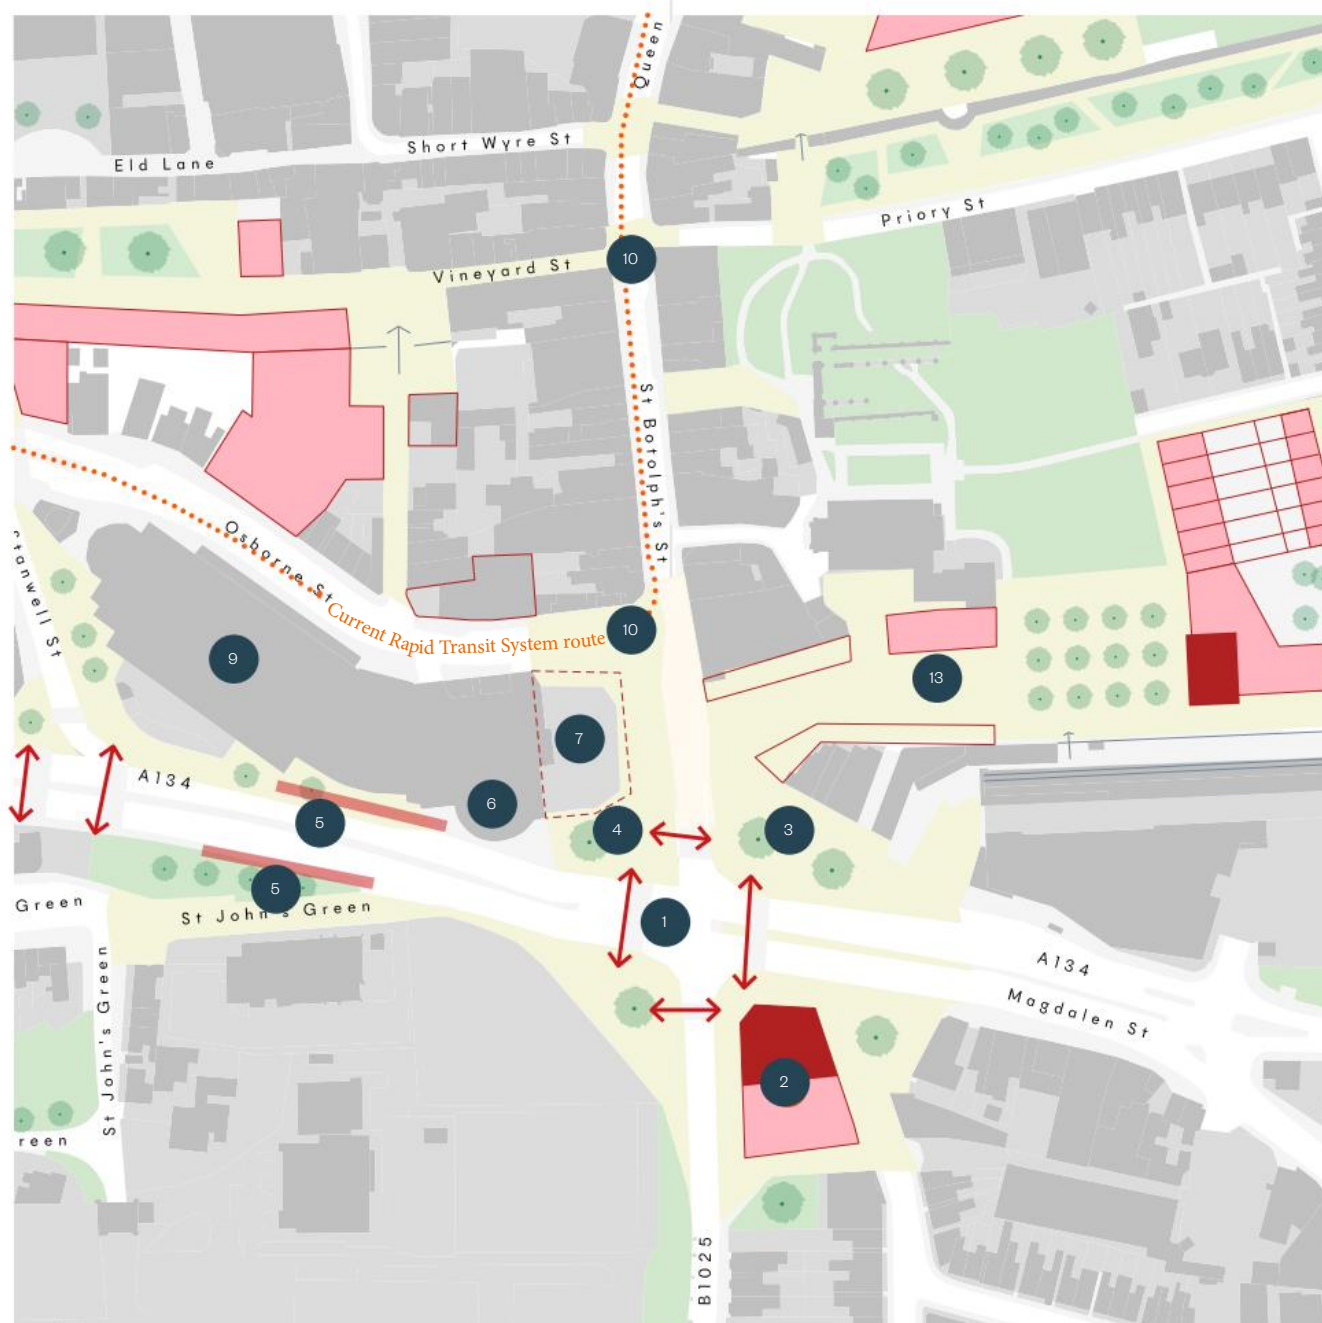 Queen
Short Wyre St
Eld Lane
Priory St
10
Vineyard St
St Botolph's St
Osborne St
Stanwell St
Current Rapid Transit System route
10
9
13
7
A134
6
5
4
3
5
Green
St John's Green
1
A134
Magdalen St
St John's Green
2
reen
B1025